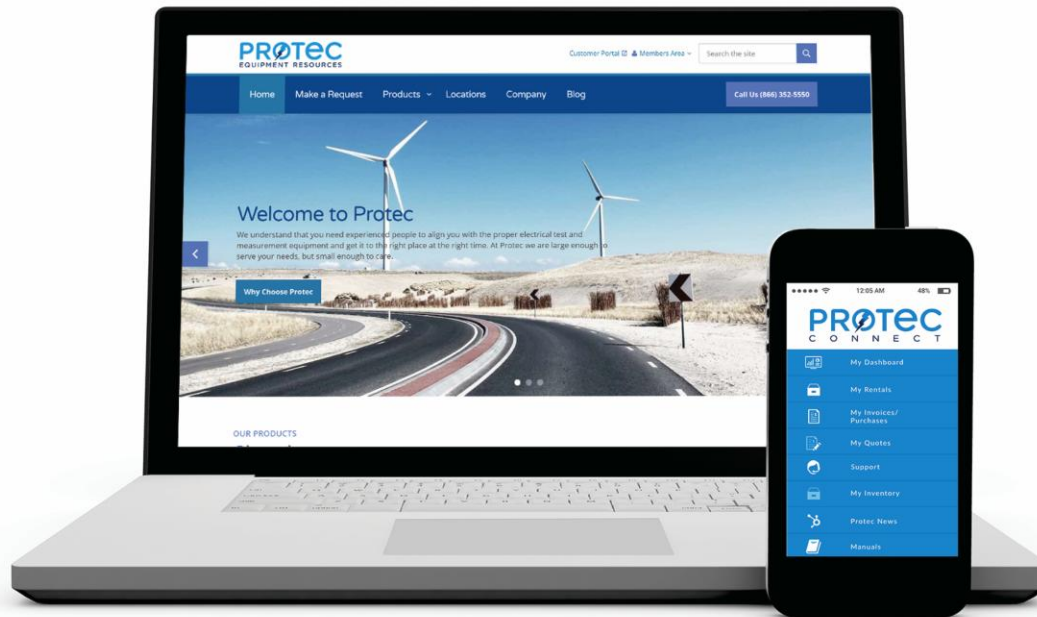 PRØTEC
EQUIPMENT RESOURCES
Customer Portal Members Area
Search the site
Home Make a Request Products Locations Company Blog
Call Us (866) 352-5550
Welcome to Protec
We understand that you need experienced people to align you with the proper electrical test and
measurement equipment and get it to the right place at the right time. At Protec we are large enough to
serve your needs, but small enough to care.
Why Choose Protec
OUR PRODUCTS
12:05 AM 48%
PRØTEC
CONNECT
My Dashboard
My Rentals
My Invoices/
Purchases
My Quotes
Support
My Inventory
Protec News
Manuals